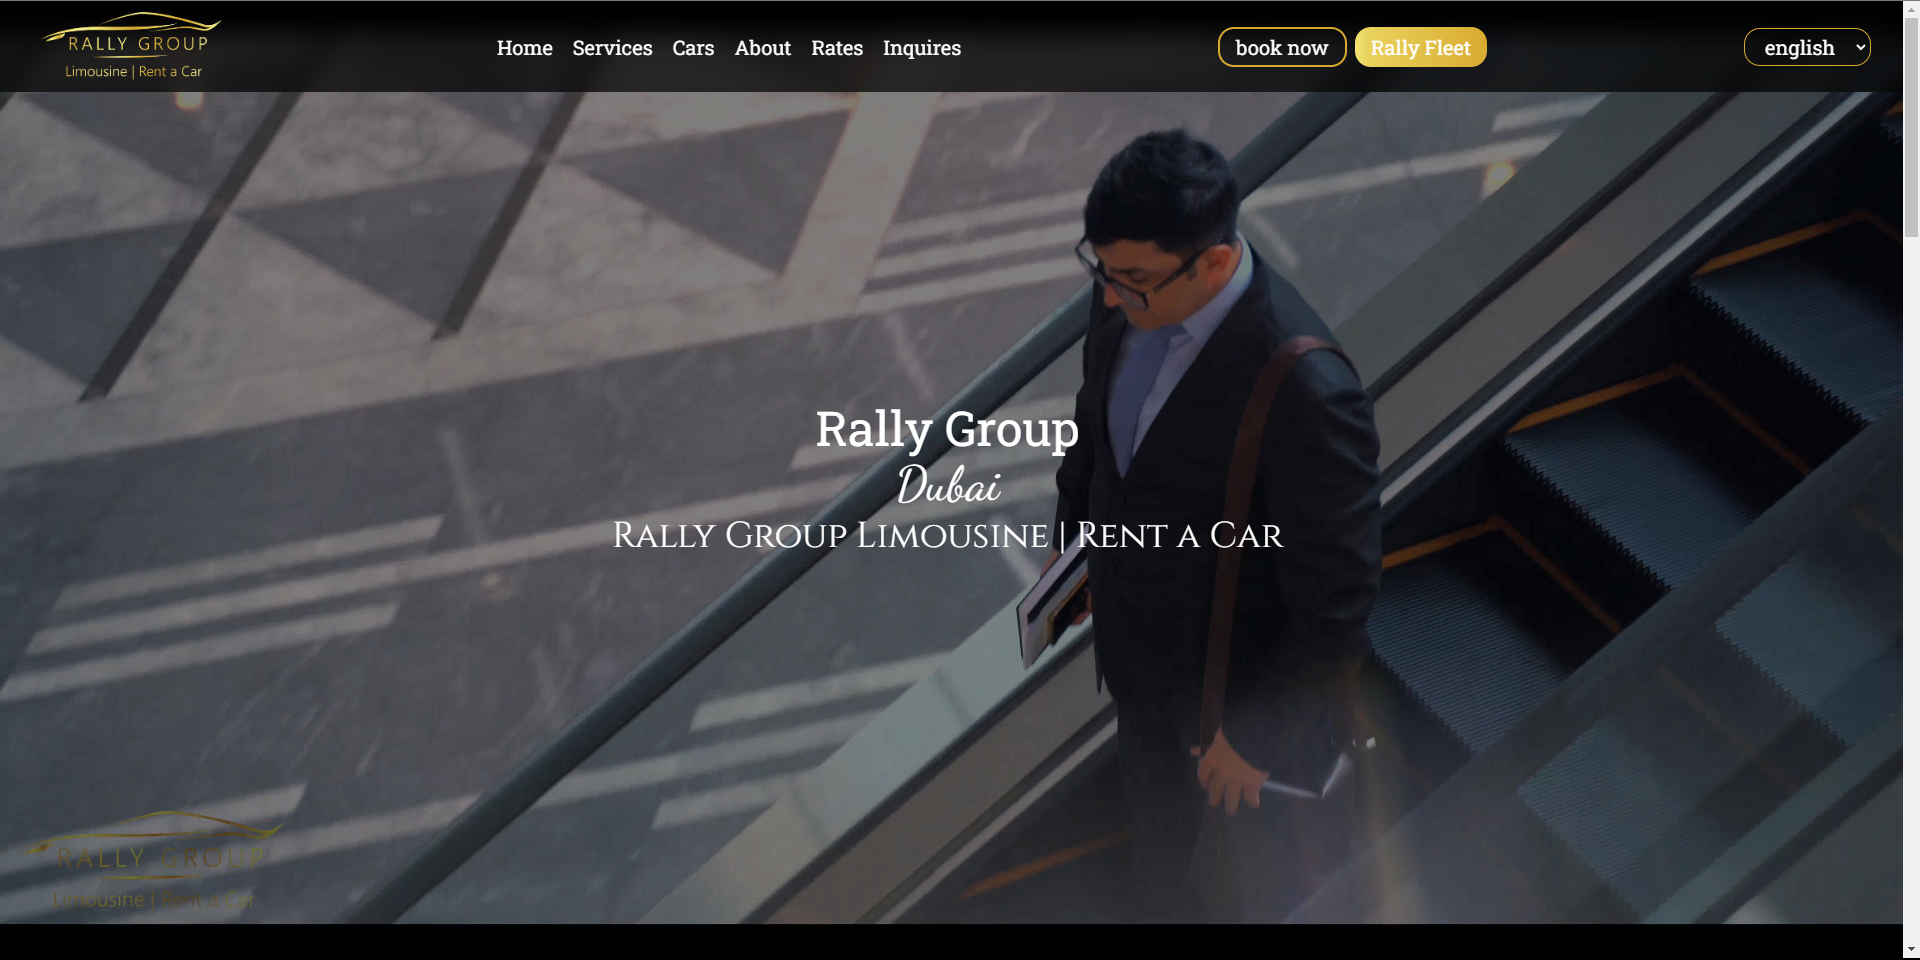 RALLY GROUP
Limousine | Rent a Car
Home Services Cars About Rates Inquires
book now Rally Fleet
english
Rally Group
Dubai
Rally Group Limousine | Rent a Car
RALLY GROUP
Limousine | Rent a Car